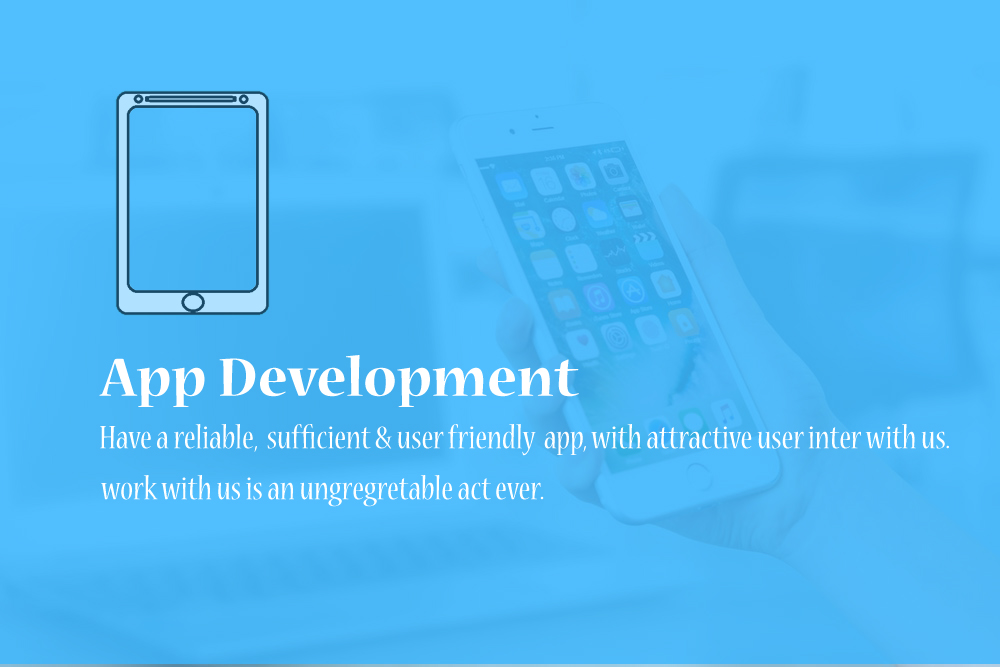 App Development
Have a reliable, sufficient & user friendly app, with attractive user inter with us.
work with us is an ungregretable act ever.